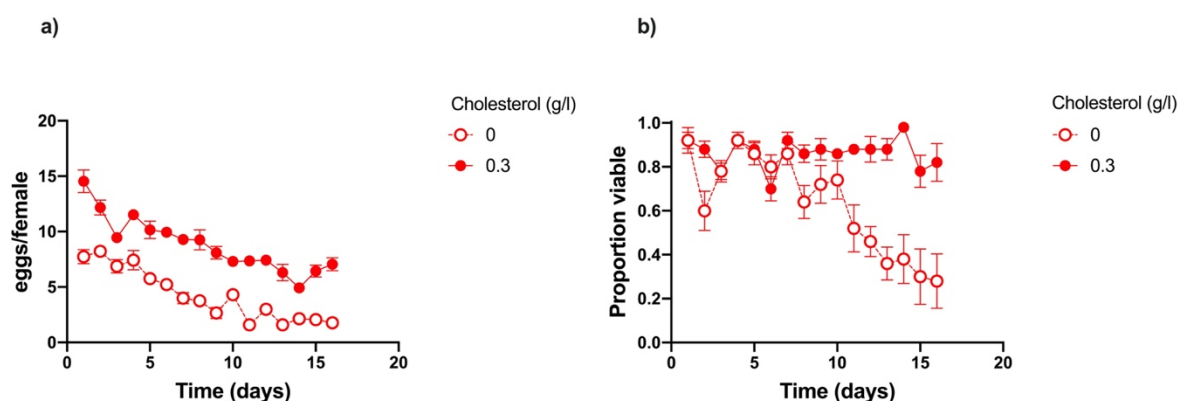 a)
Cholesterol (g/l)
0
0.3
20
15
10
5
0
eggs/female
0 5 10 15 20
Time (days)
b)
Cholesterol (g/l)
0
0.3
1.0
0.8
0.6
0.4
0.2
Proportion viable
0 5 10 15 20
Time (days)